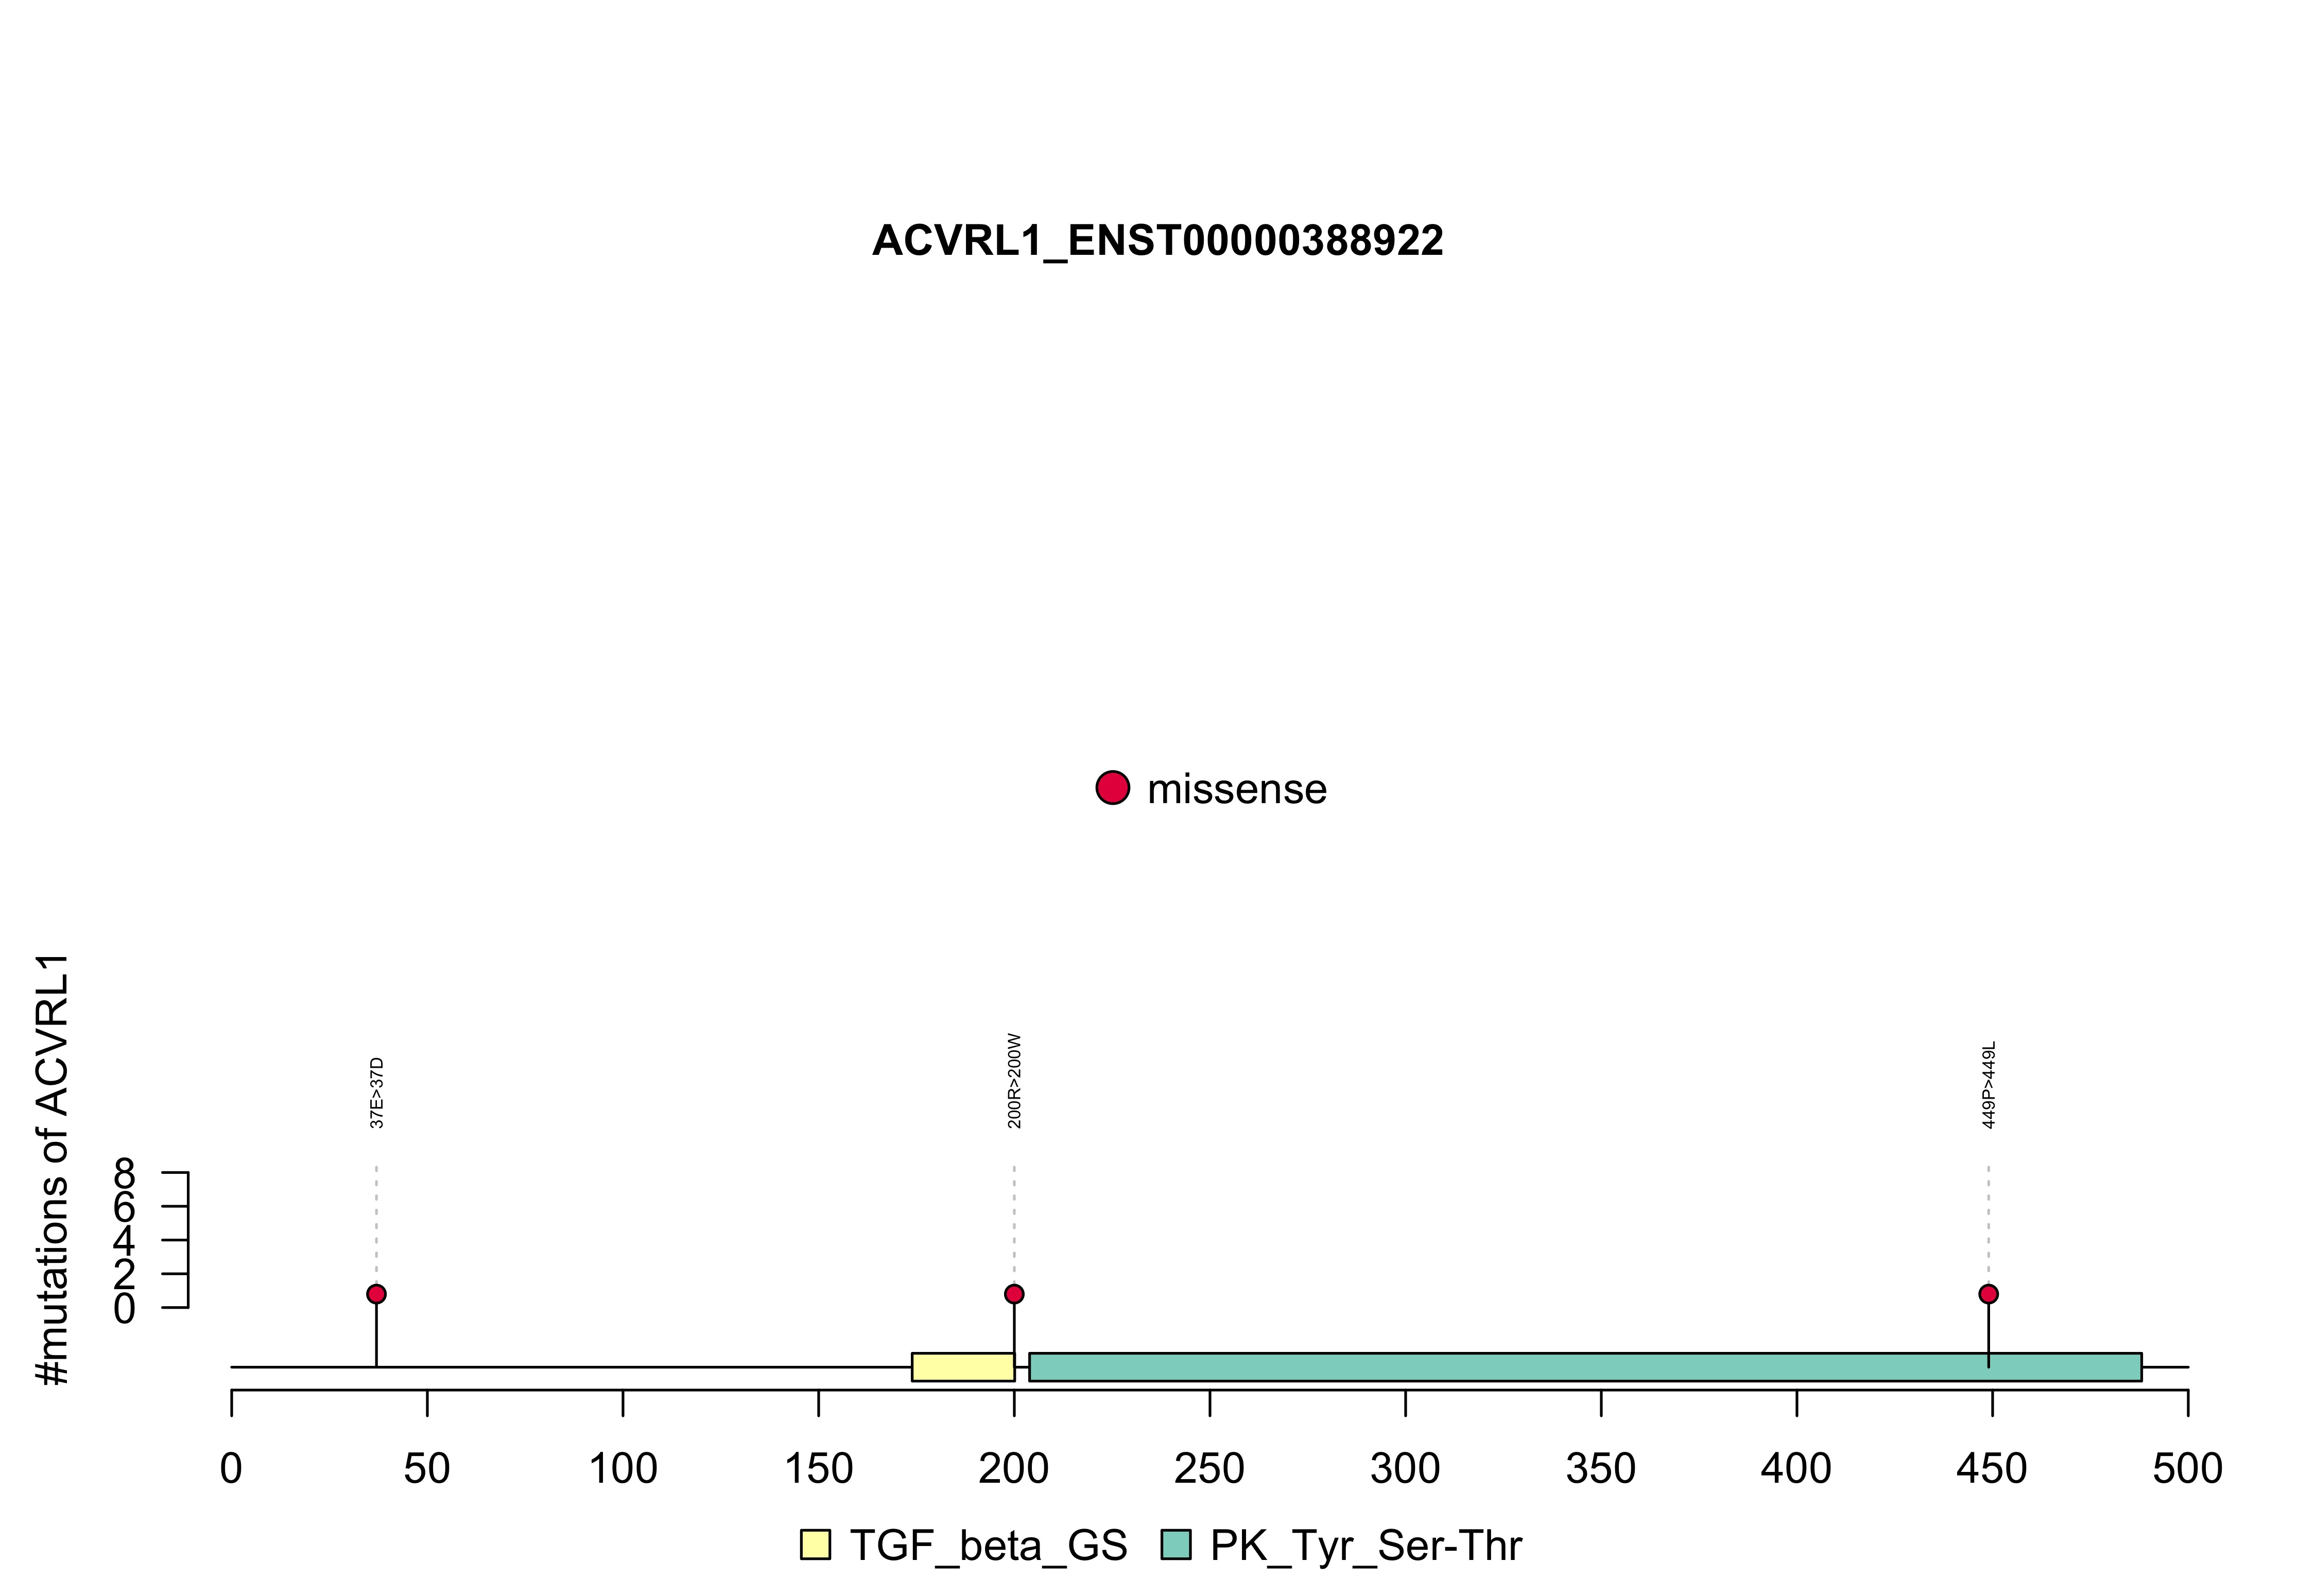 ACVRL1_ENST00000388922
missense
#mutations of ACVRL1
37E>37D
200R>200W
449P>449L
8
6
4
2
0
0 50 100 150 200 250 300 350 400 450 500
TGF_beta_GS PK_Tyr_Ser-Thr